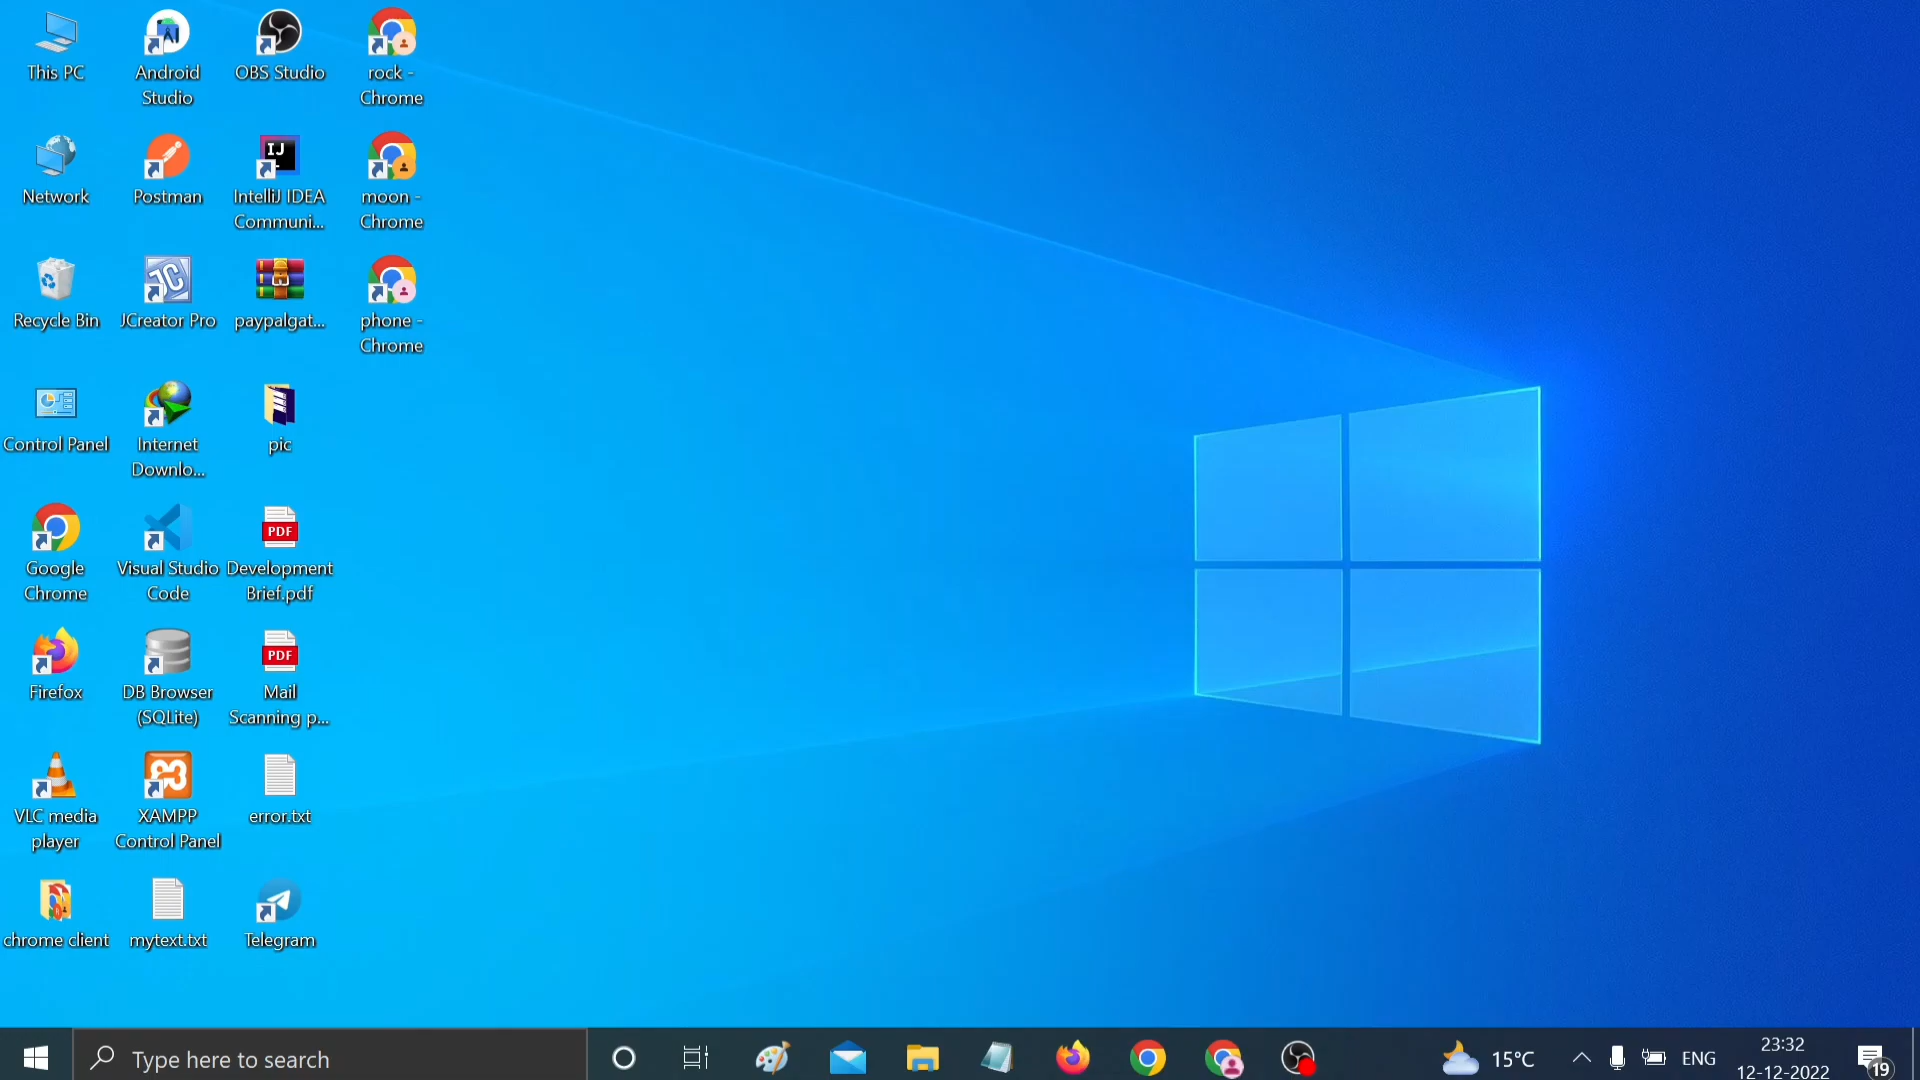 This PC
Android
Studio
OBS Studio
rock -
Chrome
Network
Postman
IJ
IntelliJ IDEA
Communi...
moon -
Chrome
Recycle Bin
JC
JCreator Pro
paypalgat...
phone -
Chrome
Control Panel
Internet
Downlo...
pic
Google
Chrome
Visual Studio
Code
PDF
Development
Brief.pdf
Firefox
DB Browser
(SQLite)
PDF
Mail
Scanning p...
VLC media
player
XAMPP
Control Panel
error.txt
chrome client
mytext.txt
Telegram
Type here to search
15°C
ENG
23:32
12-12-2022
19